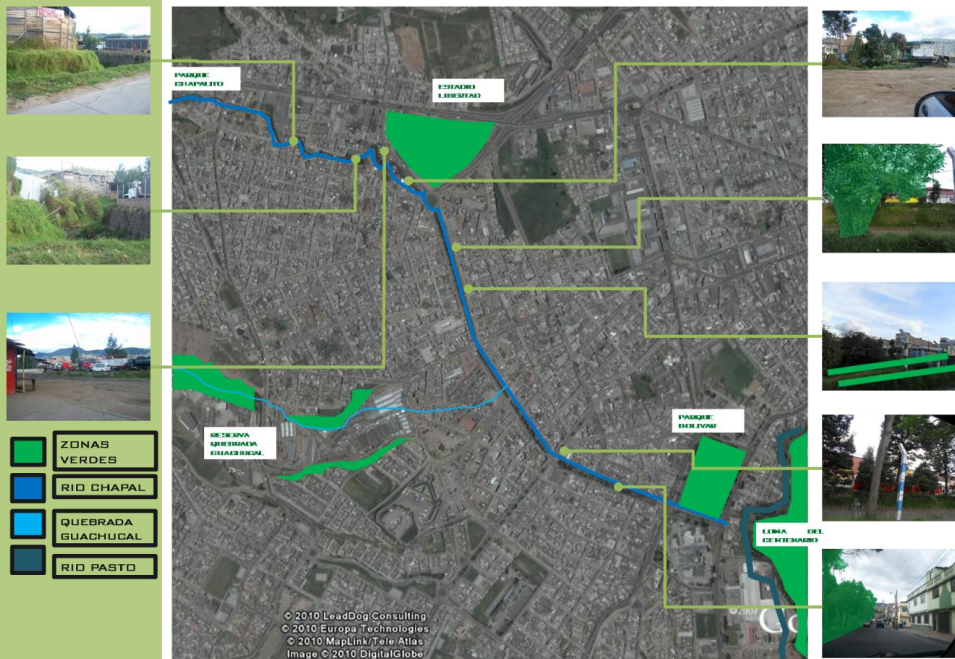 PARQUE
CHAPALITO
ESTADIO
LIBERTAD
RESERVA
QUEBRADA
GUACHUCAL
PARQUE
BOLIVAR
LOMA DEL
CENTENARIO
ZONAS
VERDES
RIO CHAPAL
QUEBRADA
GUACHUCAL
RIO PASTO
© 2010 LeadDog Consulting
© 2010 Europa Technologies
© 2010 MapLink/Tele Atlas
Image © 2010 DigitalGlobe
©2007